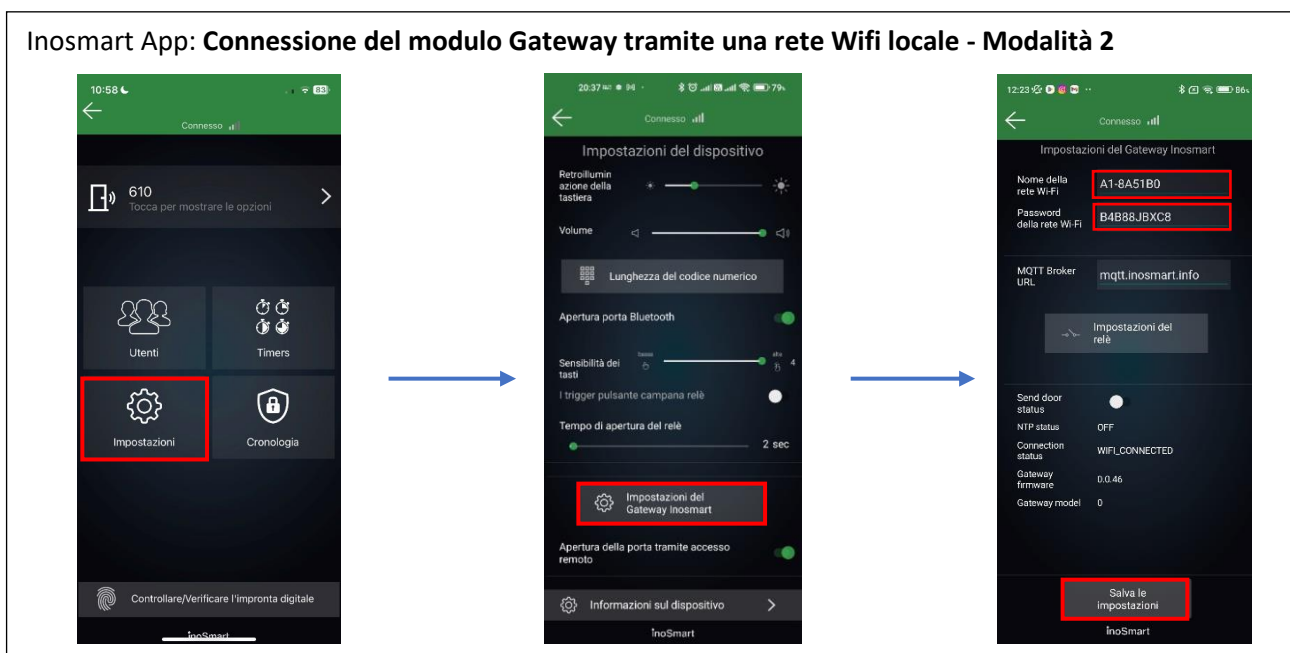 Inosmart App: Connessione del modulo Gateway tramite una rete Wifi locale - Modalità 2
10:58
83
Connesso
610
Tocca per mostrare le opzioni
Utenti
Timers
Impostazioni
Cronologia
Controllare/Verificare l'impronta digitale
inoSmart
20:37
79%
Connesso
Impostazioni del dispositivo
Retroillumin
azione della
tastiera
Volume
Lunghezza del codice numerico
Apertura porta Bluetooth
Sensibilità dei
tasti
4
I trigger pulsante campana relè
Tempo di apertura del relè
2 sec
Impostazioni del
Gateway Inosmart
Apertura della porta tramite accesso
remoto
Informazioni sul dispositivo
inoSmart
12:23
86%
Connesso
Impostazioni del Gateway Inosmart
Nome della
rete Wi-Fi
A1-8A51B0
Password
della rete Wi-Fi
B4B88JBXC8
MQTT Broker
URL
mqtt.inosmart.info
Impostazioni del
relè
Send door
status
NTP status
OFF
Connection
status
WIFI_CONNECTED
Gateway
firmware
0.0.46
Gateway model
0
Salva le
impostazioni
inoSmart